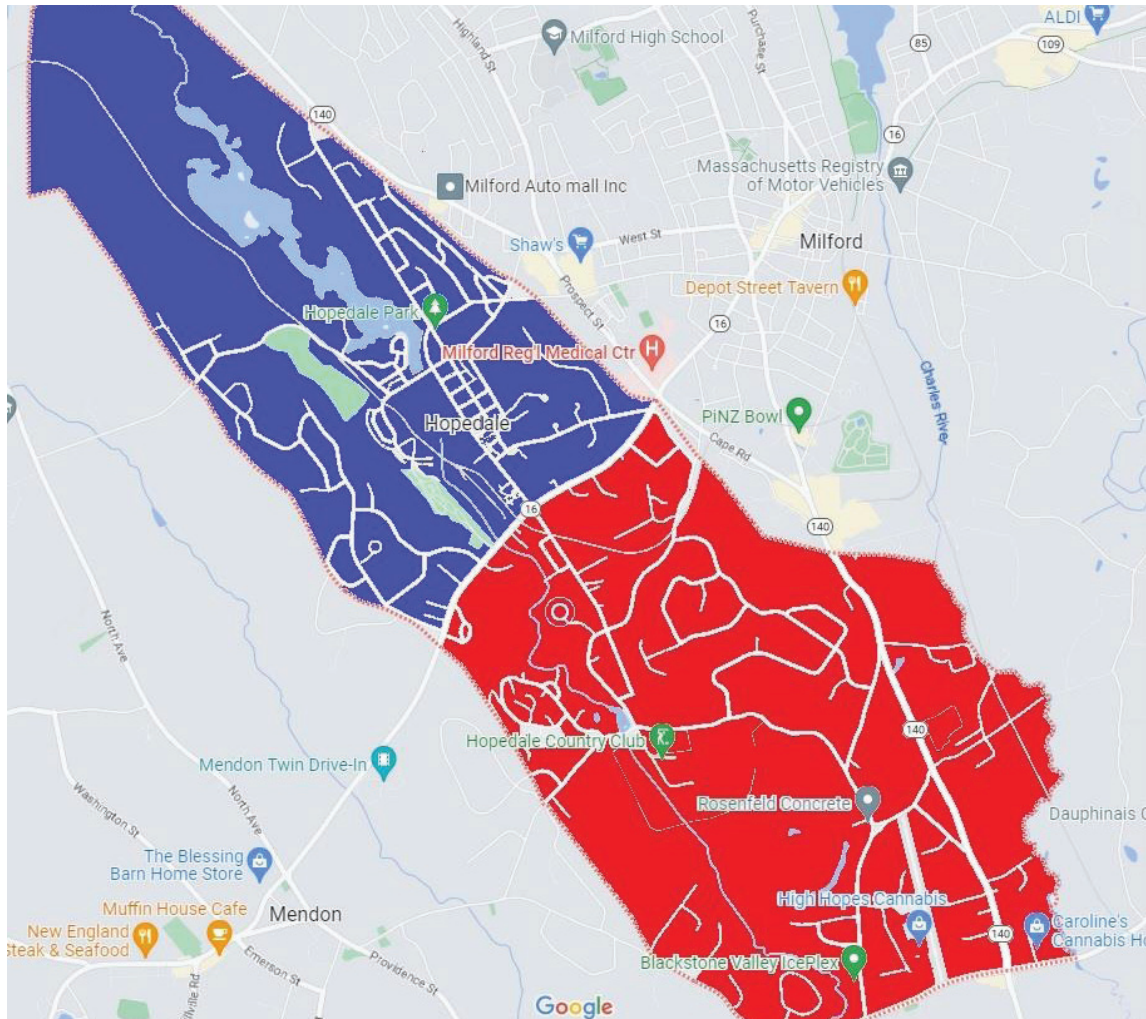 Highland St
Purchase St
ALDI
85
109
Milford High School
140
16
Massachusetts Registry
of Motor Vehicles
Milford Auto mall Inc
Shaw's
West St
Milford
Depot Street Tavern
Prospect St
Hopedale Park
16
Milford Reg'l Medical Ctr
H
Charles River
PiNZ Bowl
Hopedale
Cape Rd
16
140
North Ave
140
Hopedale Country Club
Mendon Twin Drive-In
Rosenfeld Concrete
Washington St
North Ave
Dauphinais C
The Blessing
Barn Home Store
High Hopes Cannabis
Muffin House Cafe
Mendon
Caroline's
Cannabis Ho
New England
Steak & Seafood
140
Emerson St
Providence St
Blackstone Valley IcePlex
Google